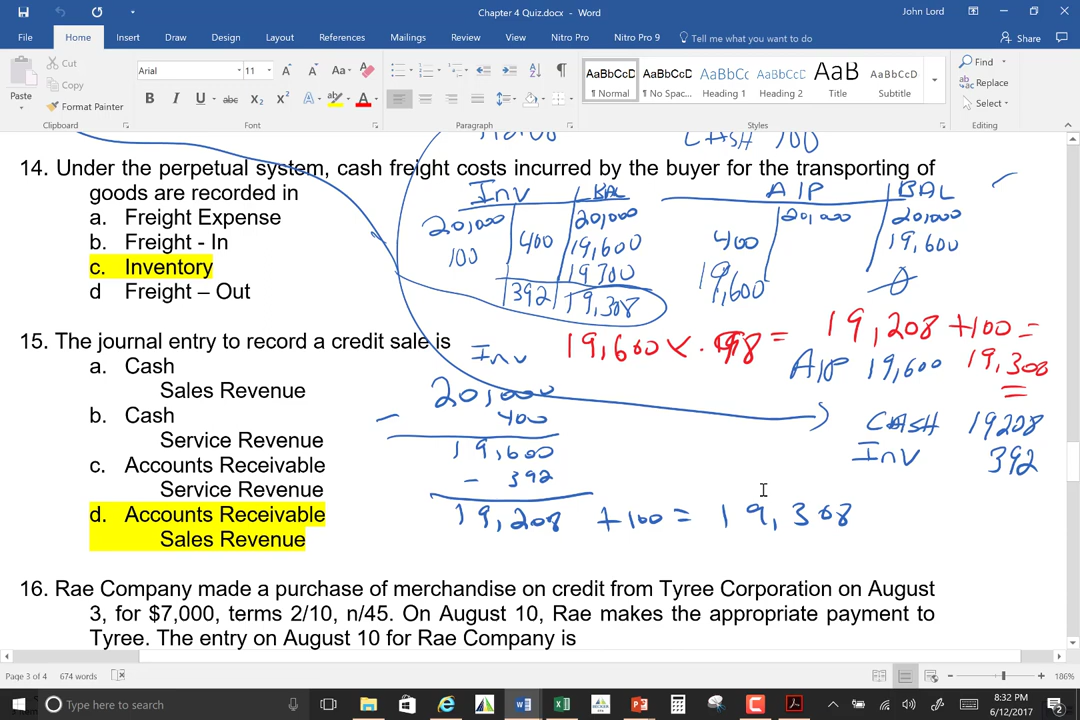 Chapter 4 Quiz.docx - Word
John Lord
File Home Insert Draw Design Layout References Mailings Review View Nitro Pro Nitro Pro 9 Tell me what you want to do
Share
Paste
Cut
Copy
Format Painter
Clipboard
Arial 11
Font
Paragraph
AaBbCcD AaBbCcD AaBbCcD AaBbCcD AaB AaBbCcD
¶ Normal ¶ No Spac... Heading 1 Heading 2 Title Subtitle
Styles
Find
Replace
Select
Editing
CASH 100
14. Under the perpetual system, cash freight costs incurred by the buyer for the transporting of
goods are recorded in
a. Freight Expense
b. Freight - In
c. Inventory
d Freight – Out
Inv BAL
201,000 201,000
100 400 19,600
19700
392 19,308
A/P BAL
201,000 201,000
400 19,600
19,600
19,600 × .98 = 19,208 + 100 =
19,308
15. The journal entry to record a credit sale is
a. Cash
Sales Revenue
b. Cash
Service Revenue
c. Accounts Receivable
Service Revenue
d. Accounts Receivable
Sales Revenue
Inv
201,000
- 400
19,600
- 392
19,208 + 100 = 19,308
A/P 19,600
CASH 19208
Inv 392
16. Rae Company made a purchase of merchandise on credit from Tyree Corporation on August
3, for $7,000, terms 2/10, n/45. On August 10, Rae makes the appropriate payment to
Tyree. The entry on August 10 for Rae Company is
Page 3 of 4 674 words
186%
Type here to search
8:32 PM
6/12/2017